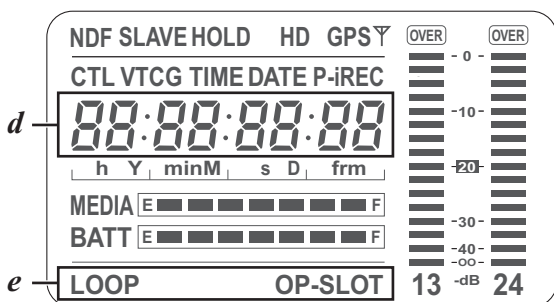 NDF SLAVE HOLD HD GPS
OVER OVER
CTL VTCG TIME DATE P-iREC
d
88:88:88:88
h Y minM s D frm
MEDIA E F
BATT E F
e
LOOP OP-SLOT
0
-10-
-20-
-30-
-40-
-∞-
13 -dB 24